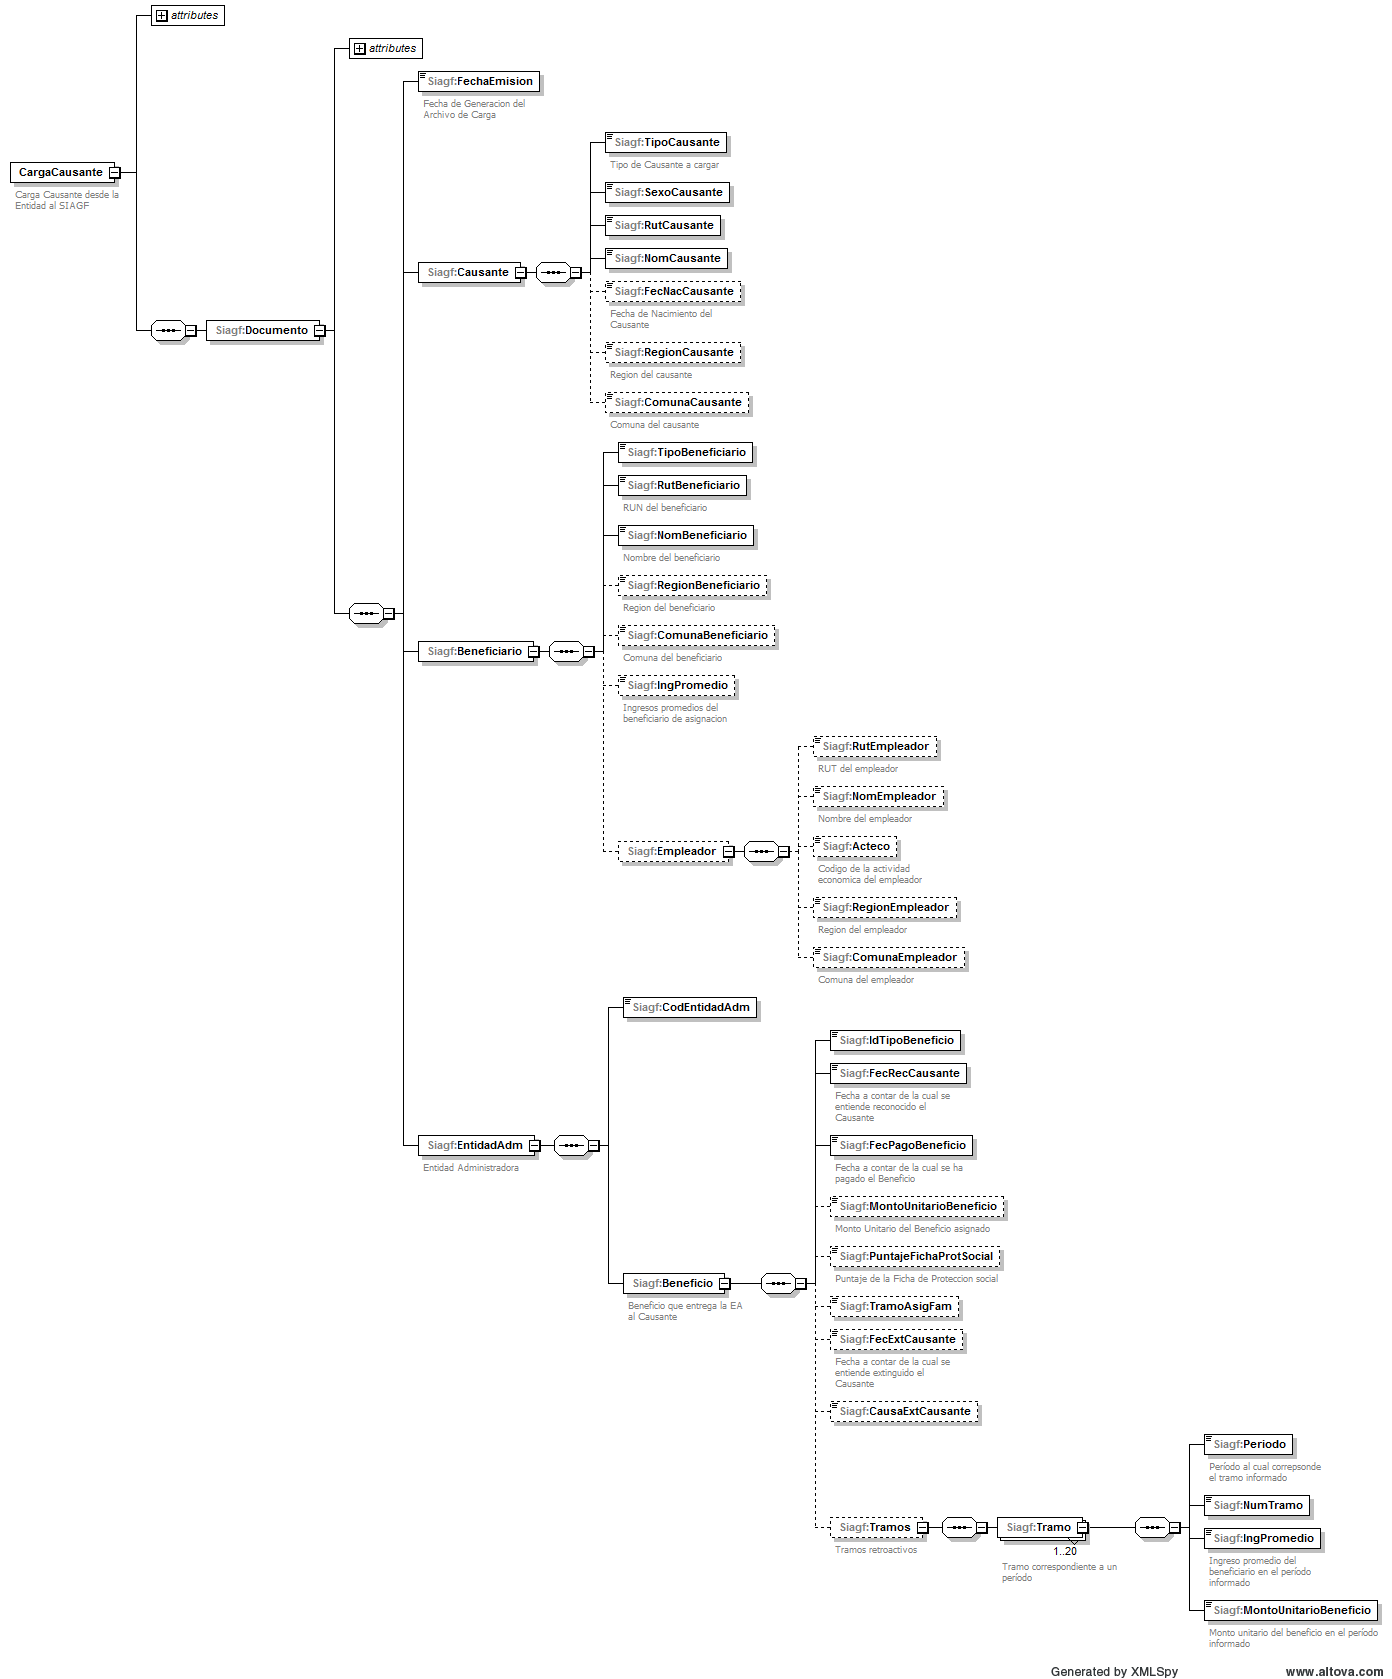 attributes
attributes
Siagf:FechaEmision
Fecha de Generacion del
Archivo de Carga
Siagf:TipoCausante
Tipo de Causante a cargar
CargaCausante
Carga Causante desde la
Entidad al SIAGF
Siagf:SexoCausante
Siagf:RutCausante
Siagf:NomCausante
Siagf:Causante
Siagf:FecNacCausante
Fecha de Nacimiento del
Causante
Siagf:Documento
Siagf:RegionCausante
Region del causante
Siagf:ComunaCausante
Comuna del causante
Siagf:TipoBeneficiario
Siagf:RutBeneficiario
RUN del beneficiario
Siagf:NomBeneficiario
Nombre del beneficiario
Siagf:RegionBeneficiario
Region del beneficiario
Siagf:ComunaBeneficiario
Comuna del beneficiario
Siagf:Beneficiario
Siagf:IngPromedio
Ingresos promedios del
beneficiario de asignacion
Siagf:RutEmpleador
RUT del empleador
Siagf:NomEmpleador
Nombre del empleador
Siagf:Empleador
Siagf:Acteco
Codigo de la actividad
economica del empleador
Siagf:RegionEmpleador
Region del empleador
Siagf:ComunaEmpleador
Comuna del empleador
Siagf:CodEntidadAdm
Siagf:IdTipoBeneficio
Siagf:FecRecCausante
Fecha a contar de la cual se
entiende reconocido el
Causante
Siagf:EntidadAdm
Entidad Administradora
Siagf:FecPagoBeneficio
Fecha a contar de la cual se ha
pagado el Beneficio
Siagf:MontoUnitarioBeneficio
Monto Unitario del Beneficio asignado
Siagf:PuntajeFichaProtSocial
Puntaje de la Ficha de Proteccion social
Siagf:Beneficio
Beneficio que entrega la EA
al Causante
Siagf:TramoAsigFam
Siagf:FecExtCausante
Fecha a contar de la cual se
entiende extinguido el
Causante
Siagf:CausaExtCausante
Siagf:Periodo
Período al cual correpsonde
el tramo informado
Siagf:NumTramo
Siagf:Tramos
Tramos retroactivos
Siagf:Tramo
1..20
Tramo correspondiente a un
período
Siagf:IngPromedio
Ingreso promedio del
beneficiario en el período
informado
Siagf:MontoUnitarioBeneficio
Monto unitario del beneficio en el período
informado
Generated by XMLSpy www.altova.com